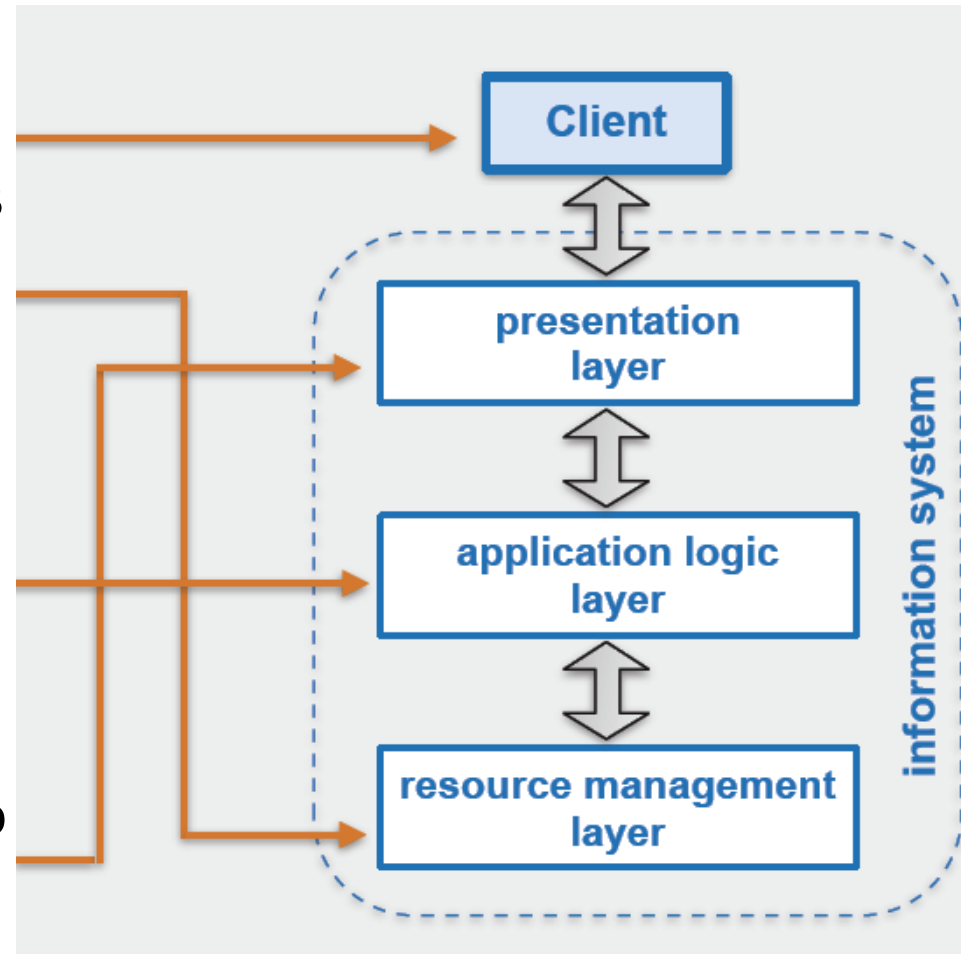 Client
presentation
layer
application logic
layer
resource management
layer
information system